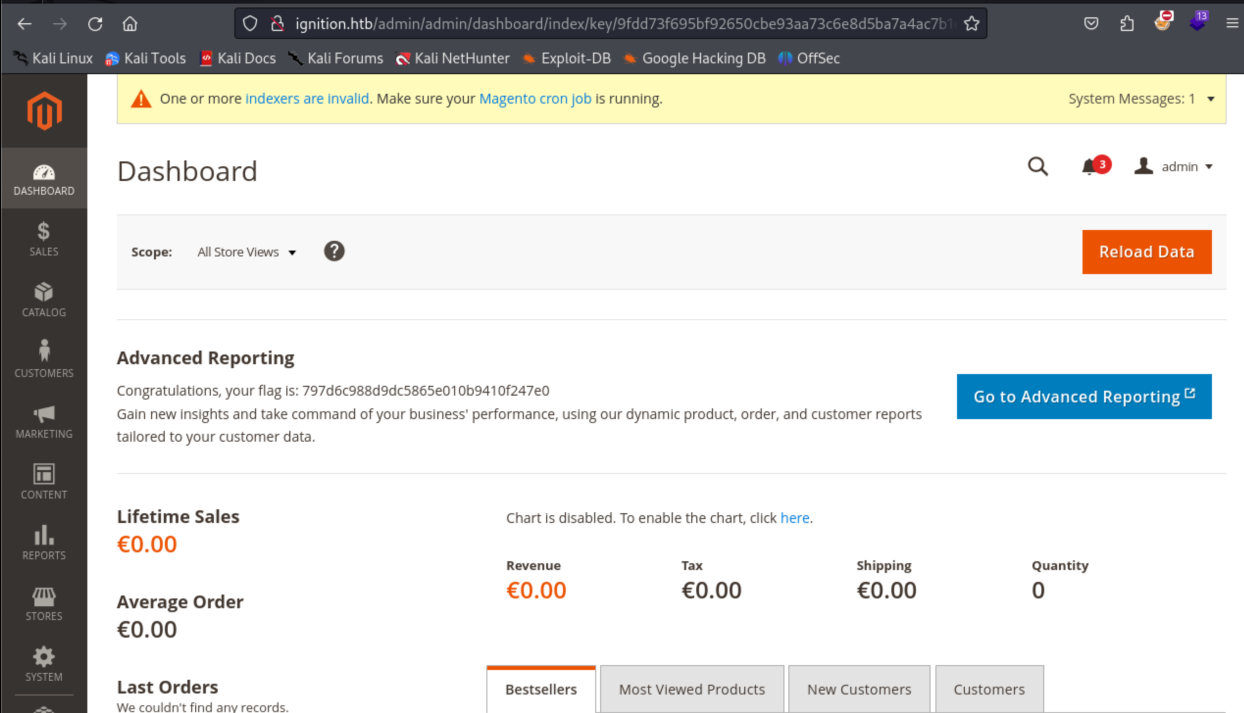 ignition.htb/admin/admin/dashboard/index/key/9fdd73f695bf92650cbe93aa73c6e8d5ba7a4ac7b1
13
Kali Linux Kali Tools Kali Docs Kali Forums Kali NetHunter Exploit-DB Google Hacking DB OffSec
One or more indexers are invalid. Make sure your Magento cron job is running. System Messages: 1
Dashboard
3 admin
DASHBOARD
Scope: All Store Views ? Reload Data
$
SALES
CATALOG
Advanced Reporting
Congratulations, your flag is: 797d6c988d9dc5865e010b9410f247e0
Gain new insights and take command of your business' performance, using our dynamic product, order, and customer reports
tailored to your customer data.
Go to Advanced Reporting
CUSTOMERS
MARKETING
CONTENT
Lifetime Sales
€0.00
Chart is disabled. To enable the chart, click here.
Revenue Tax Shipping Quantity
€0.00 €0.00 €0.00 0
REPORTS
Average Order
€0.00
STORES
SYSTEM
Last Orders
We couldn't find any records.
Bestsellers Most Viewed Products New Customers Customers